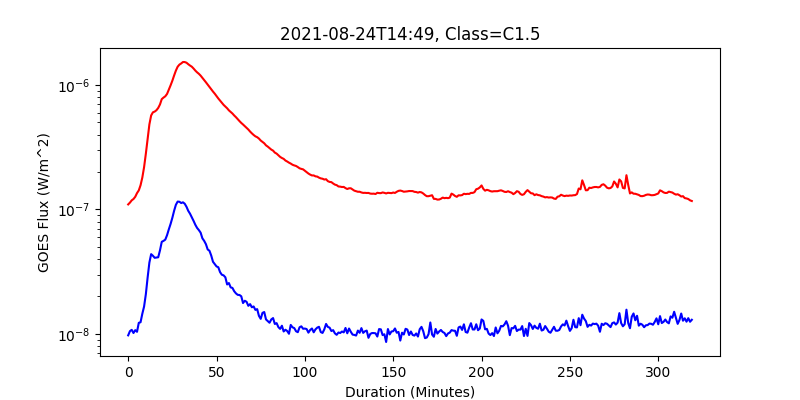 2021-08-24T14:49, Class=C1.5
GOES Flux (W/m^2)
10⁻⁶
10⁻⁷
10⁻⁸
0 50 100 150 200 250 300
Duration (Minutes)